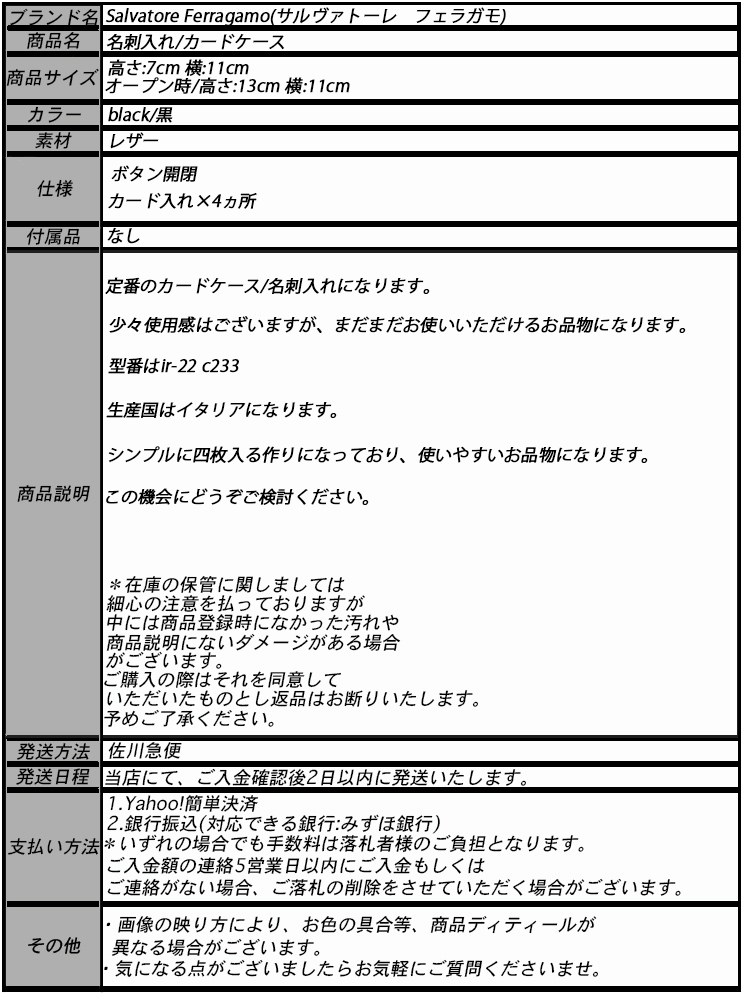 ブランド名 Salvatore Ferragamo(サルヴァトーレ　フェラガモ)
商品名 名刺入れ/カードケース
商品サイズ 高さ:7cm 横:11cm
オープン時/高さ:13cm 横:11cm
カラー black/黒
素材 レザー
仕様 ボタン開閉
カード入れ×4ヵ所
付属品 なし
商品説明
定番のカードケース/名刺入れになります。
少々使用感はございますが、まだまだお使いいただけるお品物になります。
型番はir-22 c233
生産国はイタリアになります。
シンプルに四枚入る作りになっており、使いやすいお品物になります。
この機会にどうぞご検討ください。
＊在庫の保管に関しましては
細心の注意を払っておりますが
中には商品登録時になかった汚れや
商品説明にないダメージがある場合
がございます。
ご購入の際はそれを同意して
いただいたものとし返品はお断りいたします。
予めご了承ください。
発送方法 佐川急便
発送日程 当店にて、ご入金確認後2日以内に発送いたします。
支払い方法 1.Yahoo!簡単決済
2.銀行振込(対応できる銀行:みずほ銀行)
＊いずれの場合でも手数料は落札者様のご負担となります。
ご入金額の連絡5営業日以内にご入金もしくは
ご連絡がない場合、ご落札の削除をさせていただく場合がございます。
その他 ・画像の映り方により、お色の具合等、商品ディティールが
異なる場合がございます。
・気になる点がございましたらお気軽にご質問くださいませ。